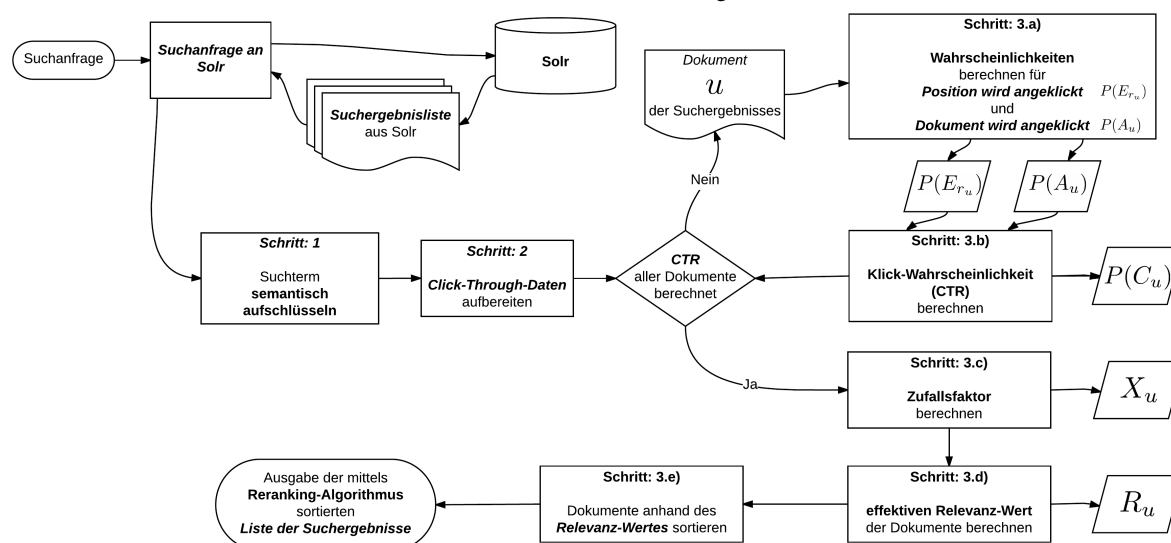 Suchanfrage
Suchanfrage an
Solr
Solr
Suchergebnisliste
aus Solr
Dokument
u
der Suchergebnisses
Schritt: 3.a)
Wahrscheinlichkeiten
berechnen für
Position wird angeklickt P(E_{r_u})
und
Dokument wird angeklickt P(A_u)
Nein
P(E_{r_u})
P(A_u)
Schritt: 1
Suchterm
semantisch
aufschlüsseln
Schritt: 2
Click-Through-Daten
aufbereiten
CTR
aller Dokumente
berechnet
Schritt: 3.b)
Klick-Wahrscheinlichkeit
(CTR)
berechnen
P(C_u)
Ja
Schritt: 3.c)
Zufallsfaktor
berechnen
X_u
Ausgabe der mittels
Reranking-Algorithmus
sortierten
Liste der Suchergebnisse
Schritt: 3.e)
Dokumente anhand des
Relevanz-Wertes sortieren
Schritt: 3.d)
effektiven Relevanz-Wert
der Dokumente berechnen
R_u